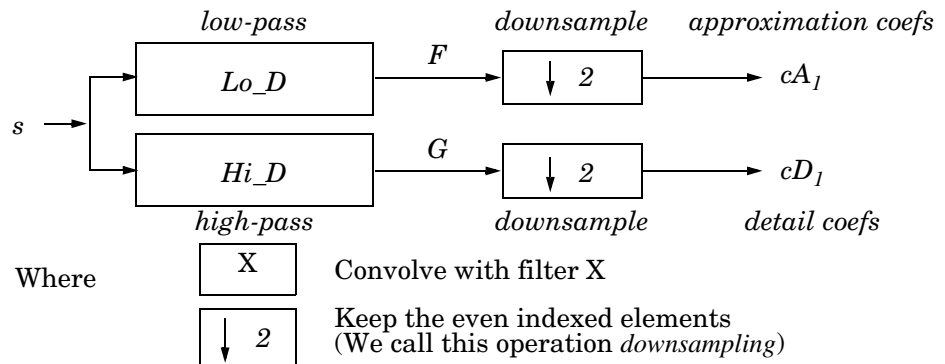 low-pass downsample approximation coefs
Lo_D F ↓ 2 cA1
s
Hi_D G ↓ 2 cD1
high-pass downsample detail coefs
Where X Convolve with filter X
↓ 2 Keep the even indexed elements
(We call this operation downsampling)